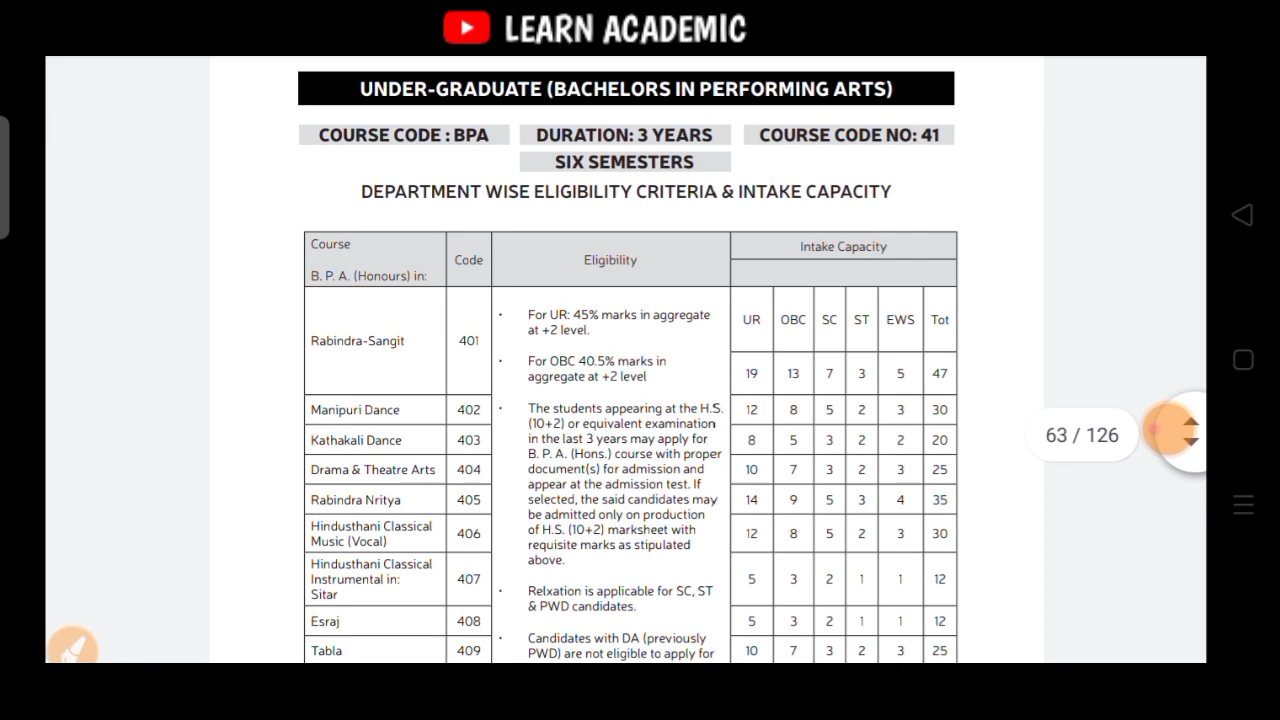 LEARN ACADEMIC
UNDER-GRADUATE (BACHELORS IN PERFORMING ARTS)
COURSE CODE : BPA DURATION: 3 YEARS COURSE CODE NO: 41
SIX SEMESTERS
DEPARTMENT WISE ELIGIBILITY CRITERIA & INTAKE CAPACITY
Course
B. P. A. (Honours) in:
Code
Eligibility
Intake Capacity
UR OBC SC ST EWS Tot
Rabindra-Sangit 401 19 13 7 3 5 47
Manipuri Dance 402 12 8 5 2 3 30
Kathakali Dance 403 8 5 3 2 2 20
Drama & Theatre Arts 404 10 7 3 2 3 25
Rabindra Nritya 405 14 9 5 3 4 35
Hindusthani Classical
Music (Vocal) 406 12 8 5 2 3 30
Hindusthani Classical
Instrumental in:
Sitar 407 5 3 2 1 1 12
Esraj 408 5 3 2 1 1 12
Tabla 409 10 7 3 2 3 25
· For UR: 45% marks in aggregate
at +2 level.
· For OBC 40.5% marks in
aggregate at +2 level
· The students appearing at the H.S.
(10+2) or equivalent examination
in the last 3 years may apply for
B. P. A. (Hons.) course with proper
document(s) for admission and
appear at the admission test. If
selected, the said candidates may
be admitted only on production
of H.S. (10+2) marksheet with
requisite marks as stipulated
above.
· Relxation is applicable for SC, ST
& PWD candidates.
· Candidates with DA (previously
PWD) are not eligible to apply for
63 / 126